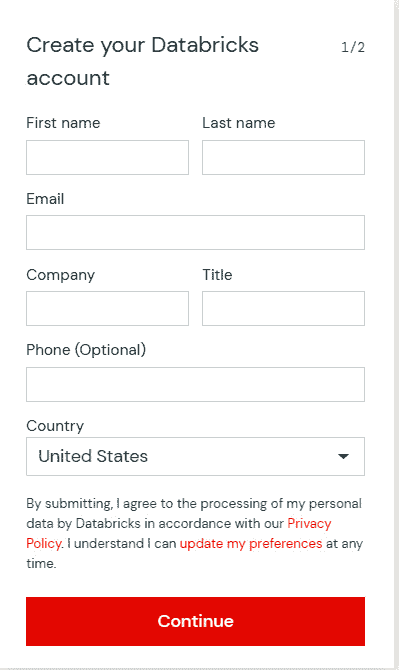 Create your Databricks 1/2
account
First name Last name
Email
Company Title
Phone (Optional)
Country
United States
By submitting, I agree to the processing of my personal
data by Databricks in accordance with our Privacy
Policy. I understand I can update my preferences at any
time.
Continue